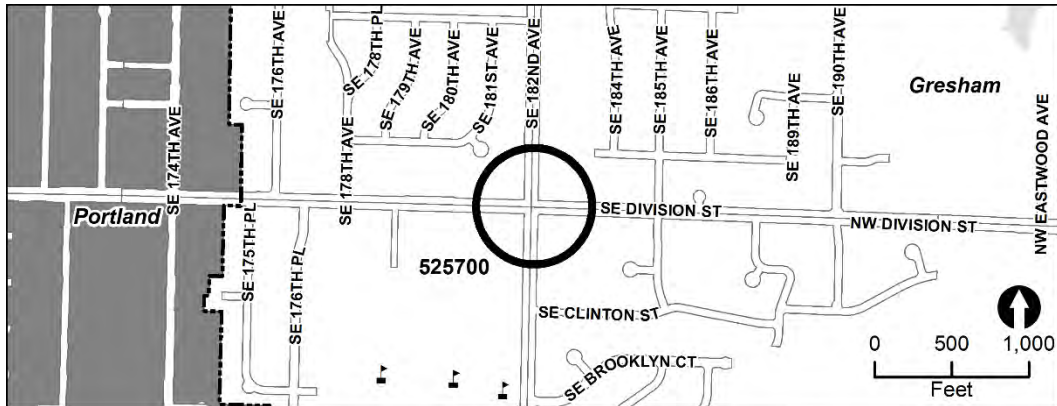 SE 176TH AVE
SE 178TH PL
SE 179TH AVE
SE 180TH AVE
SE 181ST AVE
SE 182ND AVE
SE 184TH AVE
SE 185TH AVE
SE 186TH AVE
SE 189TH AVE
SE 190TH AVE
Gresham
NW EASTWOOD AVE
SE 174TH AVE
SE 178TH AVE
Portland
SE DIVISION ST
NW DIVISION ST
SE 175TH PL
SE 176TH PL
525700
SE CLINTON ST
SE BROOKLYN CT
0 500 1,000
Feet